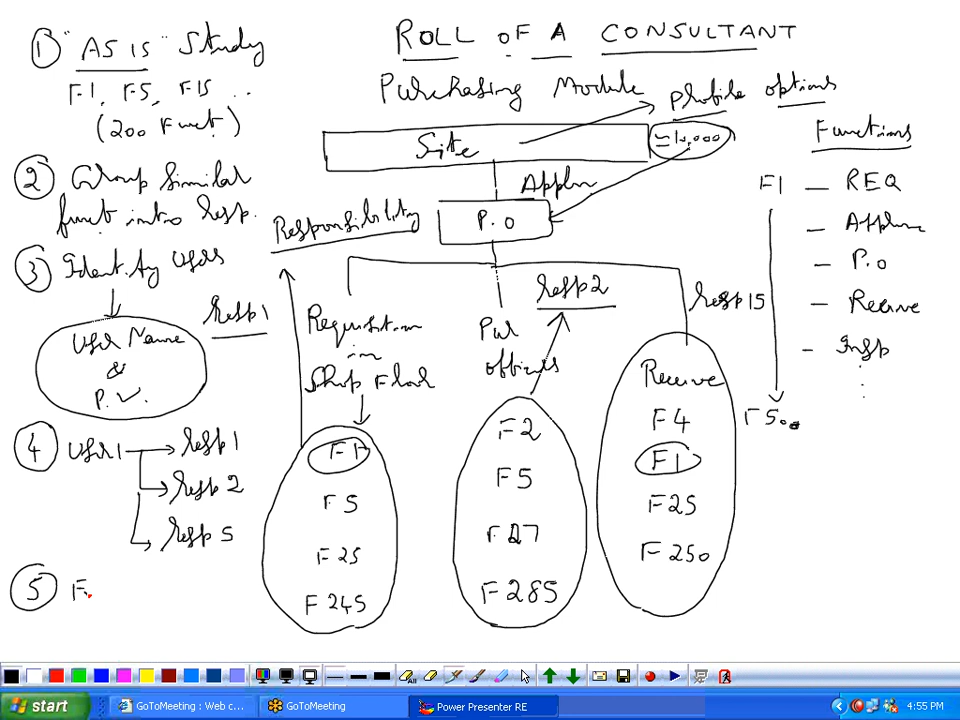 ROLL OF A CONSULTANT
Purchasing Module
1 "AS IS" Study
F1, F5, F15 ..
(200 Funct)
2 Group Similar
funct into Resp.
3 Identify Users
User Name
&
P.W.
4 User1 Resp 1
Resp 2
Resp 5
5 F
Profile options
Site
≃ 10,000
Appln
P.O
Responsibility
Resp 1
Requisition
in
Shop Floor
F1
F5
F25
F245
Resp 2
Pur
officers
F2
F5
F27
F285
Resp 15
Receive
F4
F1
F25
F250
Functions
F1 — REQ
— Appln
— P.O
— Receive
— Insp
F500
start
GoToMeeting : Web c...
GoToMeeting
Power Presenter RE
4:55 PM